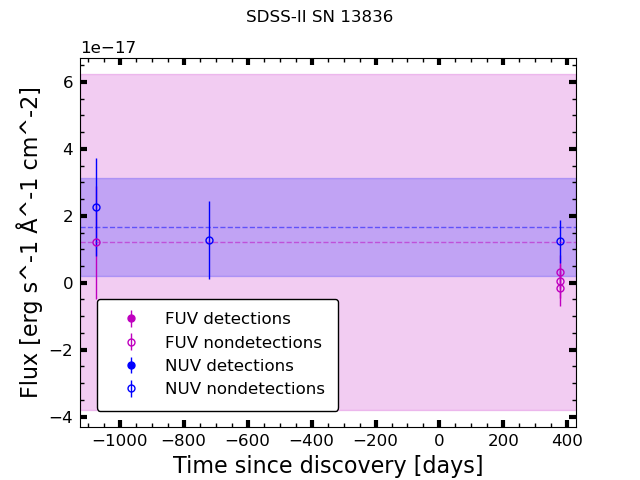 SDSS-II SN 13836
1e−17
Flux [erg s^-1 Å^-1 cm^-2]
6
4
2
0
−2
−4
FUV detections
FUV nondetections
NUV detections
NUV nondetections
−1000 −800 −600 −400 −200 0 200 400
Time since discovery [days]